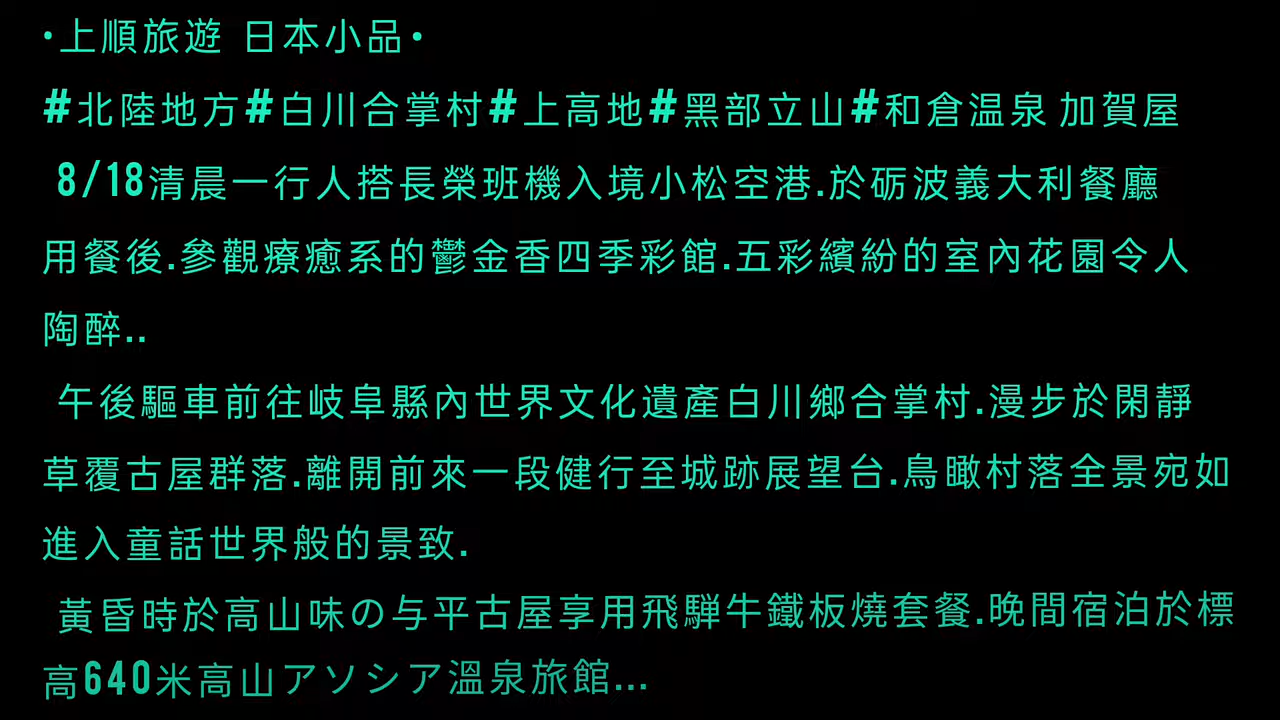 •上順旅遊 日本小品•
#北陸地方#白川合掌村#上高地#黑部立山#和倉温泉 加賀屋
8/18清晨一行人搭長榮班機入境小松空港.於砺波義大利餐廳
用餐後.參觀療癒系的鬱金香四季彩館.五彩繽紛的室內花園令人
陶醉..
午後驅車前往岐阜縣內世界文化遺產白川鄉合掌村.漫步於閑靜
草覆古屋群落.離開前來一段健行至城跡展望台.鳥瞰村落全景宛如
進入童話世界般的景致.
黃昏時於高山味の与平古屋享用飛騨牛鐵板燒套餐.晚間宿泊於標
高640米高山アソシア溫泉旅館...